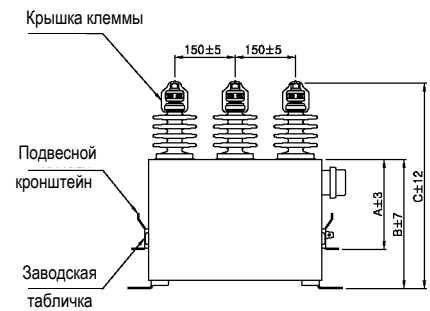 Крышка клеммы
150±5
150±5
Подвесной
кронштейн
A±3
B±7
C±12
Заводская
табличка